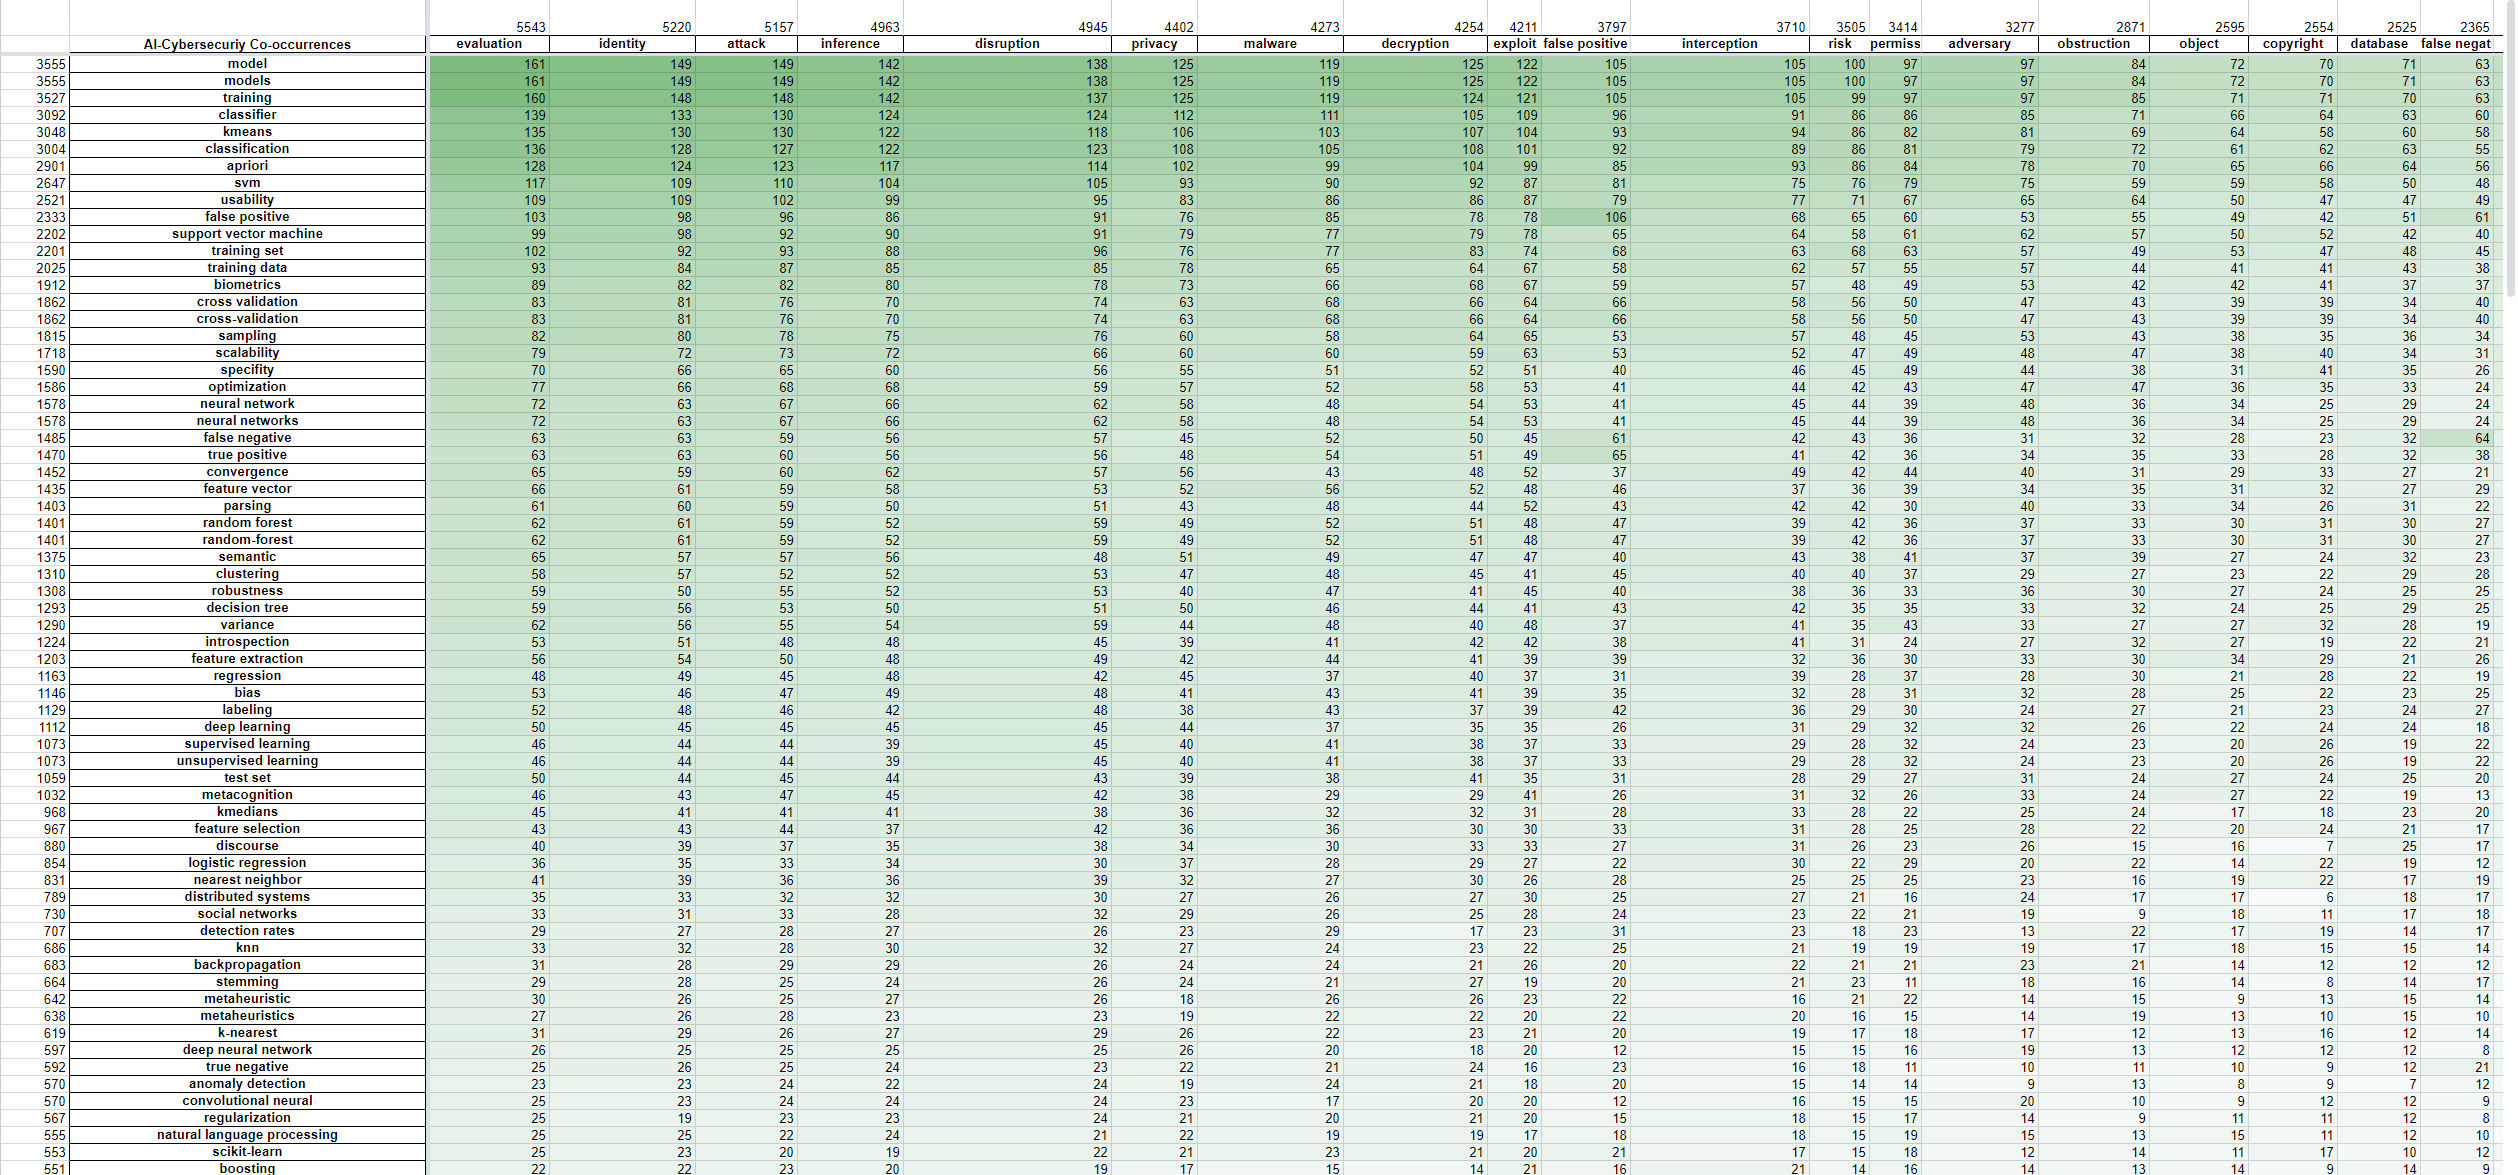 5543 5220 5157 4963 4945 4402 4273 4254 4211 3797 3710 3505 3414 3277 2871 2595 2554 2525 2365
AI-Cybersecuriy Co-occurrences evaluation identity attack inference disruption privacy malware decryption exploit false positive interception risk permiss adversary obstruction object copyright database false negat
3555 model 161 149 149 142 138 125 119 125 122 105 105 100 97 97 84 72 70 71 63
3555 models 161 149 149 142 138 125 119 125 122 105 105 100 97 97 84 72 70 71 63
3527 training 160 148 148 142 137 125 119 124 121 105 105 99 97 97 85 71 71 70 63
3092 classifier 139 133 130 124 124 112 111 105 109 96 91 86 86 85 71 66 64 63 60
3048 kmeans 135 130 130 122 118 106 103 107 104 93 94 86 82 81 69 64 58 60 58
3004 classification 136 128 127 122 123 108 105 108 101 92 89 86 81 79 72 61 62 63 55
2901 apriori 128 124 123 117 114 102 99 104 99 85 93 86 84 78 70 65 66 64 56
2647 svm 117 109 110 104 105 93 90 92 87 81 75 76 79 75 59 59 58 50 48
2521 usability 109 109 102 99 95 83 86 86 87 79 77 71 67 65 64 50 47 47 49
2333 false positive 103 98 96 86 91 76 85 78 78 106 68 65 60 53 55 49 42 51 61
2202 support vector machine 99 98 92 90 91 79 77 79 78 65 64 58 61 62 57 50 52 42 40
2201 training set 102 92 93 88 96 76 77 83 74 68 63 68 63 57 49 53 47 48 45
2025 training data 93 84 87 85 85 78 65 64 67 58 62 57 55 57 44 41 41 43 38
1912 biometrics 89 82 82 80 78 73 66 68 67 59 57 48 49 53 42 42 41 37 37
1862 cross validation 83 81 76 70 74 63 68 66 64 66 58 56 50 47 43 39 39 34 40
1862 cross-validation 83 81 76 70 74 63 68 66 64 66 58 56 50 47 43 39 39 34 40
1815 sampling 82 80 78 75 76 60 58 64 65 53 57 48 45 53 43 38 35 36 34
1718 scalability 79 72 73 72 66 60 60 59 63 53 52 47 49 48 47 38 40 34 31
1590 specifity 70 66 65 60 56 55 51 52 51 40 46 45 49 44 38 31 41 35 26
1586 optimization 77 66 68 68 59 57 52 58 53 41 44 42 43 47 47 36 35 33 24
1578 neural network 72 63 67 66 62 58 48 54 53 41 45 44 39 48 36 34 25 29 24
1578 neural networks 72 63 67 66 62 58 48 54 53 41 45 44 39 48 36 34 25 29 24
1485 false negative 63 63 59 56 57 45 52 50 45 61 42 43 36 31 32 28 23 32 64
1470 true positive 63 63 60 56 56 48 54 51 49 65 41 42 36 34 35 33 28 32 38
1452 convergence 65 59 60 62 57 56 43 48 52 37 49 42 44 40 31 29 33 27 21
1435 feature vector 66 61 59 58 53 52 56 52 48 46 37 36 39 34 35 31 32 27 29
1403 parsing 61 60 59 50 51 43 48 44 52 43 42 42 30 40 33 34 26 31 22
1401 random forest 62 61 59 52 59 49 52 51 48 47 39 42 36 37 33 30 31 30 27
1401 random-forest 62 61 59 52 59 49 52 51 48 47 39 42 36 37 33 30 31 30 27
1375 semantic 65 57 57 56 48 51 49 47 47 40 43 38 41 37 39 27 24 32 23
1310 clustering 58 57 52 52 53 47 48 45 41 45 40 40 37 29 27 23 22 29 28
1308 robustness 59 50 55 52 53 40 47 41 45 40 38 36 33 36 30 27 24 25 25
1293 decision tree 59 56 53 50 51 50 46 44 41 43 42 35 35 33 32 24 25 29 25
1290 variance 62 56 55 54 59 44 48 40 48 37 41 35 43 33 27 27 32 28 19
1224 introspection 53 51 48 48 45 39 41 42 42 38 41 31 24 27 32 27 19 22 21
1203 feature extraction 56 54 50 48 49 42 44 41 39 39 32 36 30 33 30 34 29 21 26
1163 regression 48 49 45 48 42 45 37 40 37 31 39 28 37 28 30 21 28 22 19
1146 bias 53 46 47 49 48 41 43 41 39 35 32 28 31 32 28 25 22 23 25
1129 labeling 52 48 46 42 48 38 43 37 39 42 36 29 30 24 27 21 23 24 27
1112 deep learning 50 45 45 45 45 44 37 35 35 26 31 29 32 32 26 22 24 24 18
1073 supervised learning 46 44 44 39 45 40 41 38 37 33 29 28 32 24 23 20 26 19 22
1073 unsupervised learning 46 44 44 39 45 40 41 38 37 33 29 28 32 24 23 20 26 19 22
1059 test set 50 44 45 44 43 39 38 41 35 31 28 29 27 31 24 27 24 25 20
1032 metacognition 46 43 47 45 42 38 29 29 41 26 31 32 26 33 24 27 22 19 13
968 kmedians 45 41 41 41 38 36 32 32 31 28 33 28 22 25 24 17 18 23 20
967 feature selection 43 43 44 37 42 36 36 30 30 33 31 28 25 28 22 20 24 21 17
880 discourse 40 39 37 35 38 34 30 33 33 27 31 26 23 26 15 16 7 25 17
854 logistic regression 36 35 33 34 30 37 28 29 27 22 30 22 29 20 22 14 22 19 12
831 nearest neighbor 41 39 36 36 39 32 27 30 26 28 25 25 25 23 16 19 22 17 19
789 distributed systems 35 33 32 32 30 27 26 27 30 25 27 21 16 24 17 17 6 18 17
730 social networks 33 31 33 28 32 29 26 25 28 24 23 22 21 19 9 18 11 17 18
707 detection rates 29 27 28 27 26 23 29 17 23 31 23 18 23 13 22 17 19 14 17
686 knn 33 32 28 30 32 27 24 23 22 25 21 19 19 19 17 18 15 15 14
683 backpropagation 31 28 29 29 26 24 24 21 26 20 22 21 21 23 21 14 12 12 12
664 stemming 29 28 25 24 26 24 21 27 19 20 21 23 11 18 16 14 8 14 17
642 metaheuristic 30 26 25 27 26 18 26 26 23 22 16 21 22 14 15 9 13 15 14
638 metaheuristics 27 26 28 23 23 19 22 22 20 22 20 16 15 14 19 13 10 15 10
619 k-nearest 31 29 26 27 29 26 22 23 21 20 19 17 18 17 12 13 16 12 14
597 deep neural network 26 25 25 25 25 26 20 18 20 12 15 15 16 19 13 12 12 12 8
592 true negative 25 26 25 24 23 22 21 24 16 23 16 18 11 10 11 10 9 12 21
570 anomaly detection 23 23 24 22 24 19 24 21 18 20 15 14 14 9 13 8 9 7 12
570 convolutional neural 25 23 24 24 24 23 17 20 20 12 16 15 15 20 10 9 12 12 9
567 regularization 25 19 23 23 24 21 20 21 20 15 18 15 17 14 9 11 11 12 8
555 natural language processing 25 25 22 24 21 22 19 19 17 18 18 15 19 15 13 15 11 12 10
553 scikit-learn 25 23 20 19 22 21 23 21 20 21 17 15 18 12 14 11 17 10 12
551 boosting 22 22 23 20 19 17 15 14 21 16 21 14 16 14 13 14 9 14 9